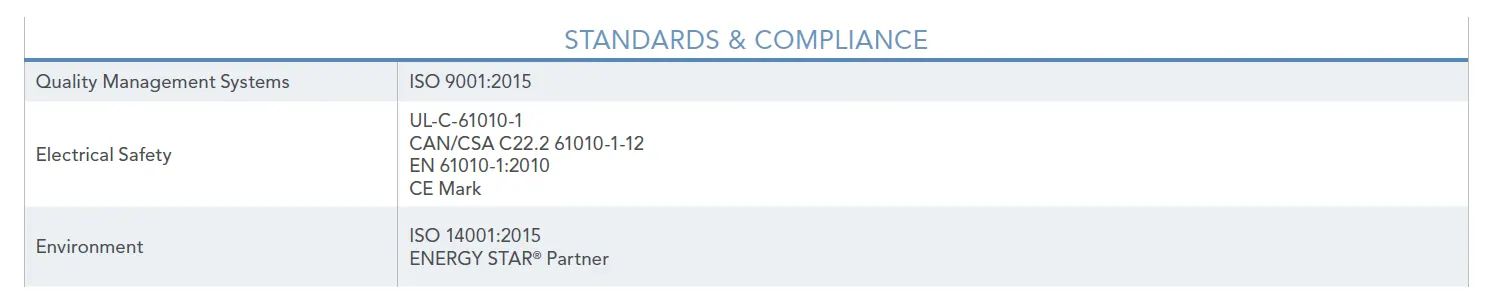 STANDARDS & COMPLIANCE
Quality Management Systems
ISO 9001:2015
Electrical Safety
UL-C-61010-1
CAN/CSA C22.2 61010-1-12
EN 61010-1:2010
CE Mark
Environment
ISO 14001:2015
ENERGY STAR® Partner